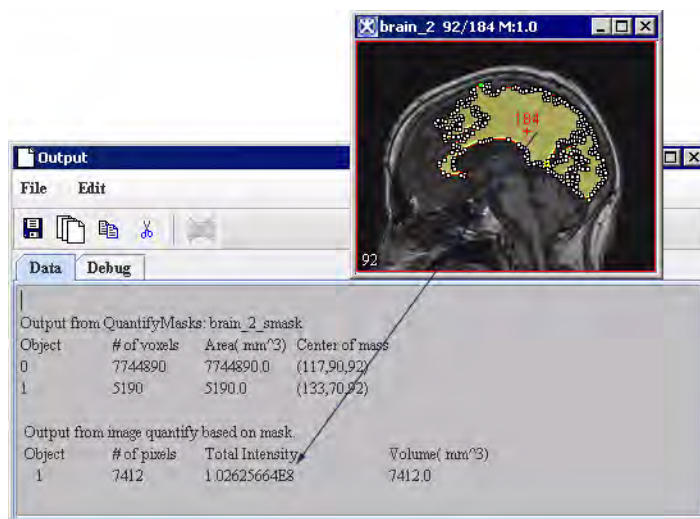 brain_2 92/184 M:1.0
184
92
Output
File Edit
Data Debug
Output from QuantifyMasks: brain_2_smask
Object # of voxels Area( mm^3) Center of mass
0 7744890 7744890.0 (117,90,92)
1 5190 5190.0 (133,70,92)
Output from image quantify based on mask.
Object # of pixels Total Intensity Volume( mm^3)
1 7412 1.02625664E8 7412.0